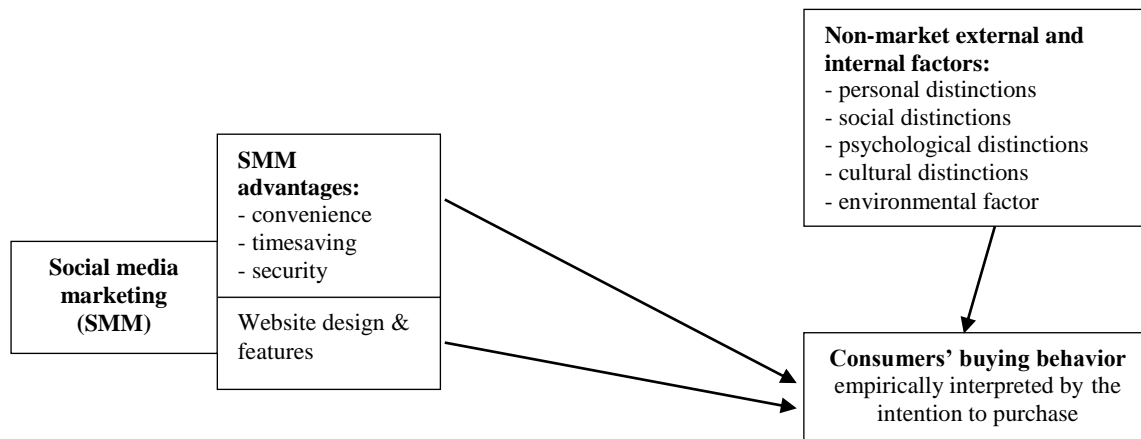 Non-market external and
internal factors:
- personal distinctions
- social distinctions
- psychological distinctions
- cultural distinctions
- environmental factor
SMM
advantages:
- convenience
- timesaving
- security
Social media
marketing
(SMM)
Website design &
features
Consumers’ buying behavior
empirically interpreted by the
intention to purchase